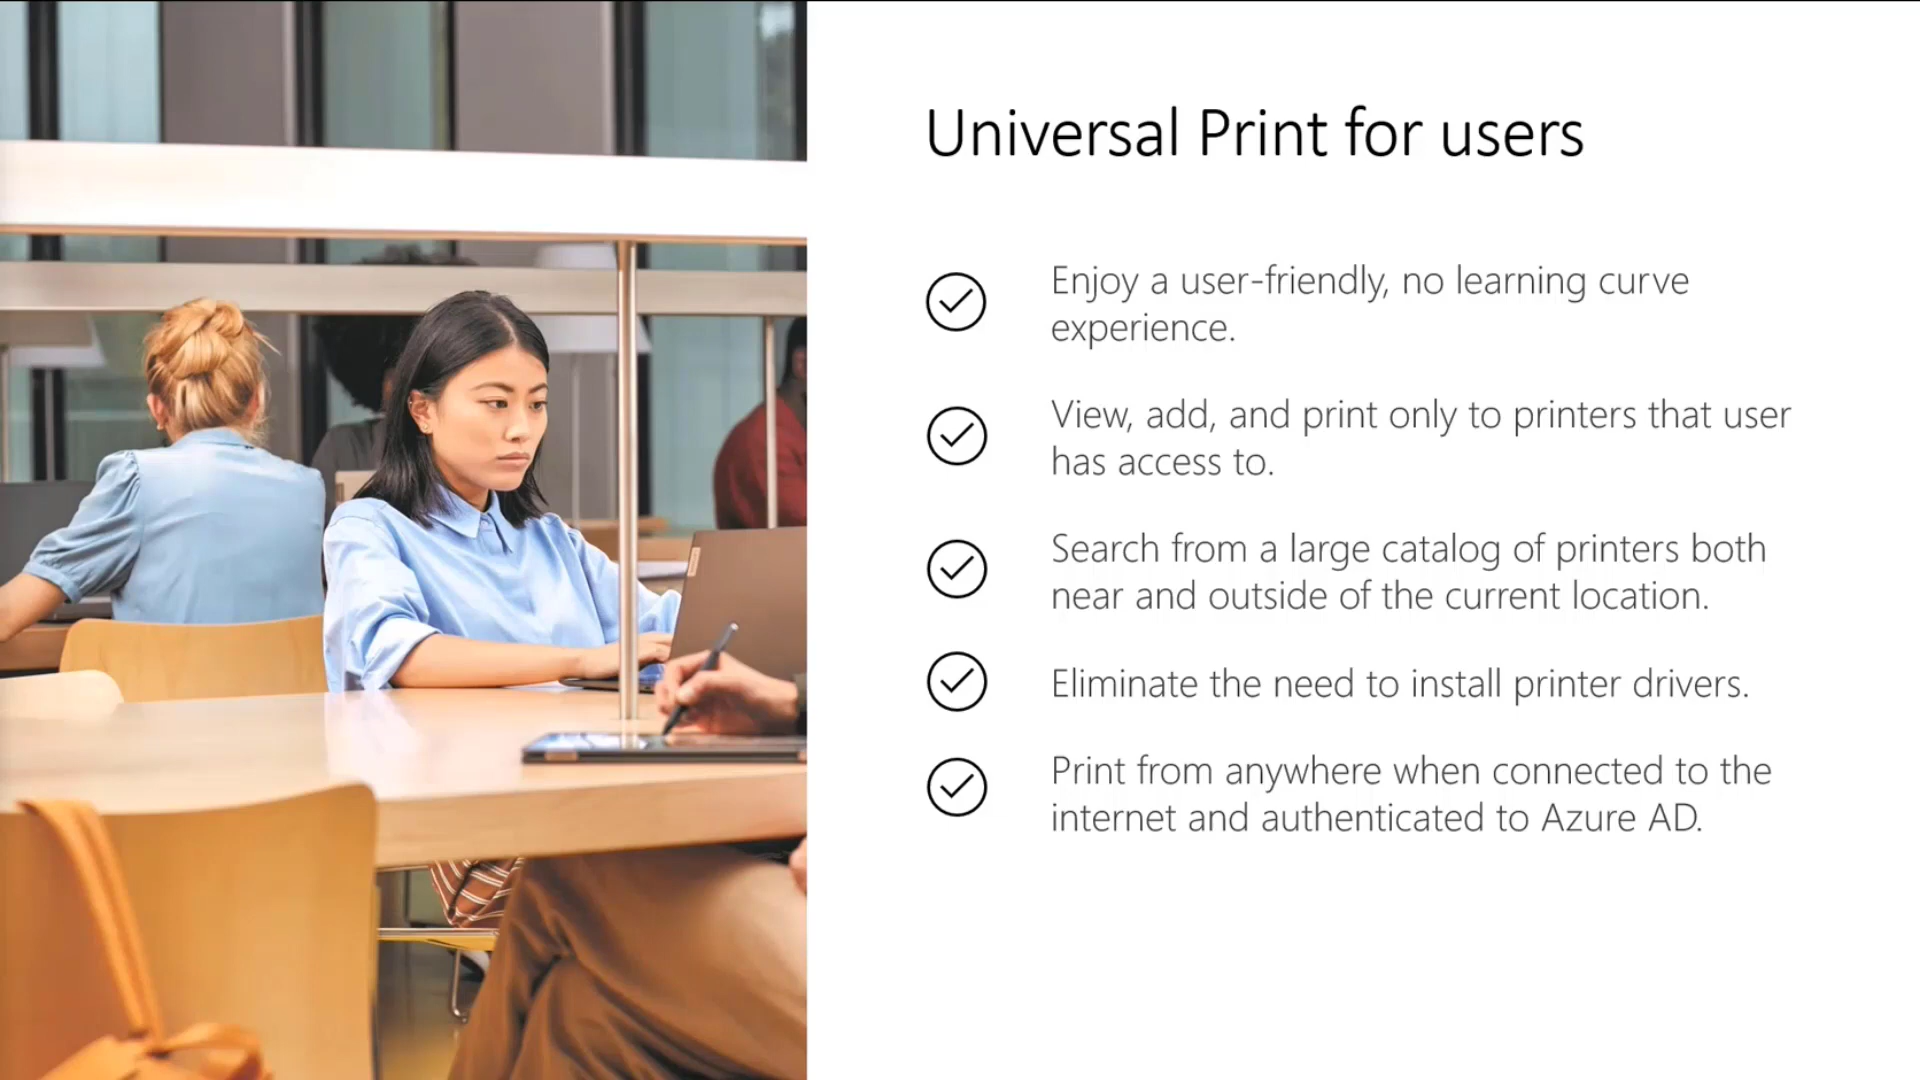 Universal Print for users
Enjoy a user-friendly, no learning curve
experience.
View, add, and print only to printers that user
has access to.
Search from a large catalog of printers both
near and outside of the current location.
Eliminate the need to install printer drivers.
Print from anywhere when connected to the
internet and authenticated to Azure AD.